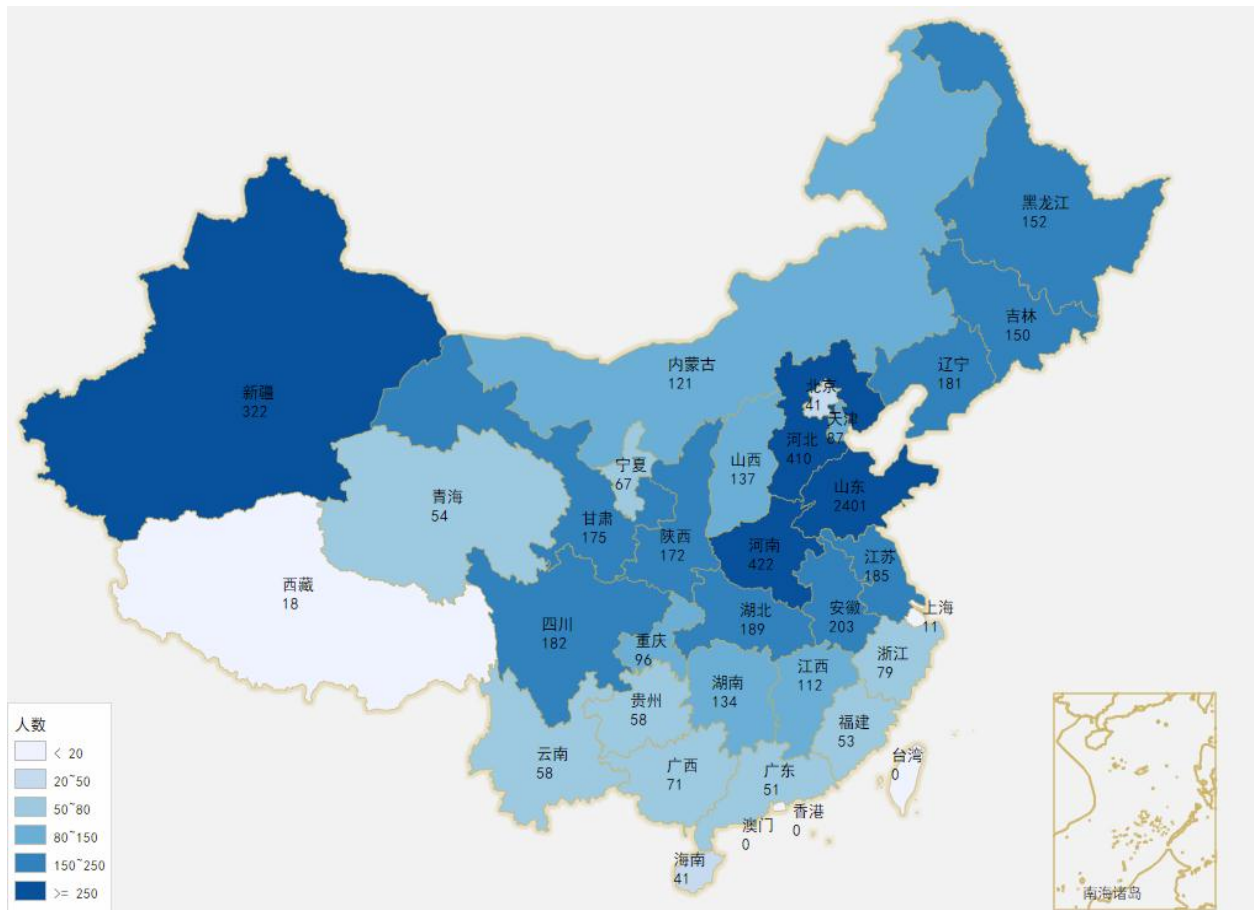 黑龙江
152
吉林
150
辽宁
181
内蒙古
121
北京
41
天津
87
新疆
322
河北
410
山西
137
宁夏
67
山东
2401
青海
54
甘肃
175
陕西
172
河南
422
江苏
185
西藏
18
安徽
203
上海
11
湖北
189
四川
182
重庆
96
浙江
79
江西
112
湖南
134
贵州
58
福建
53
云南
58
广西
71
广东
51
台湾
0
香港
0
澳门
0
海南
41
人数
< 20
20~50
50~80
80~150
150~250
>= 250
南海诸岛